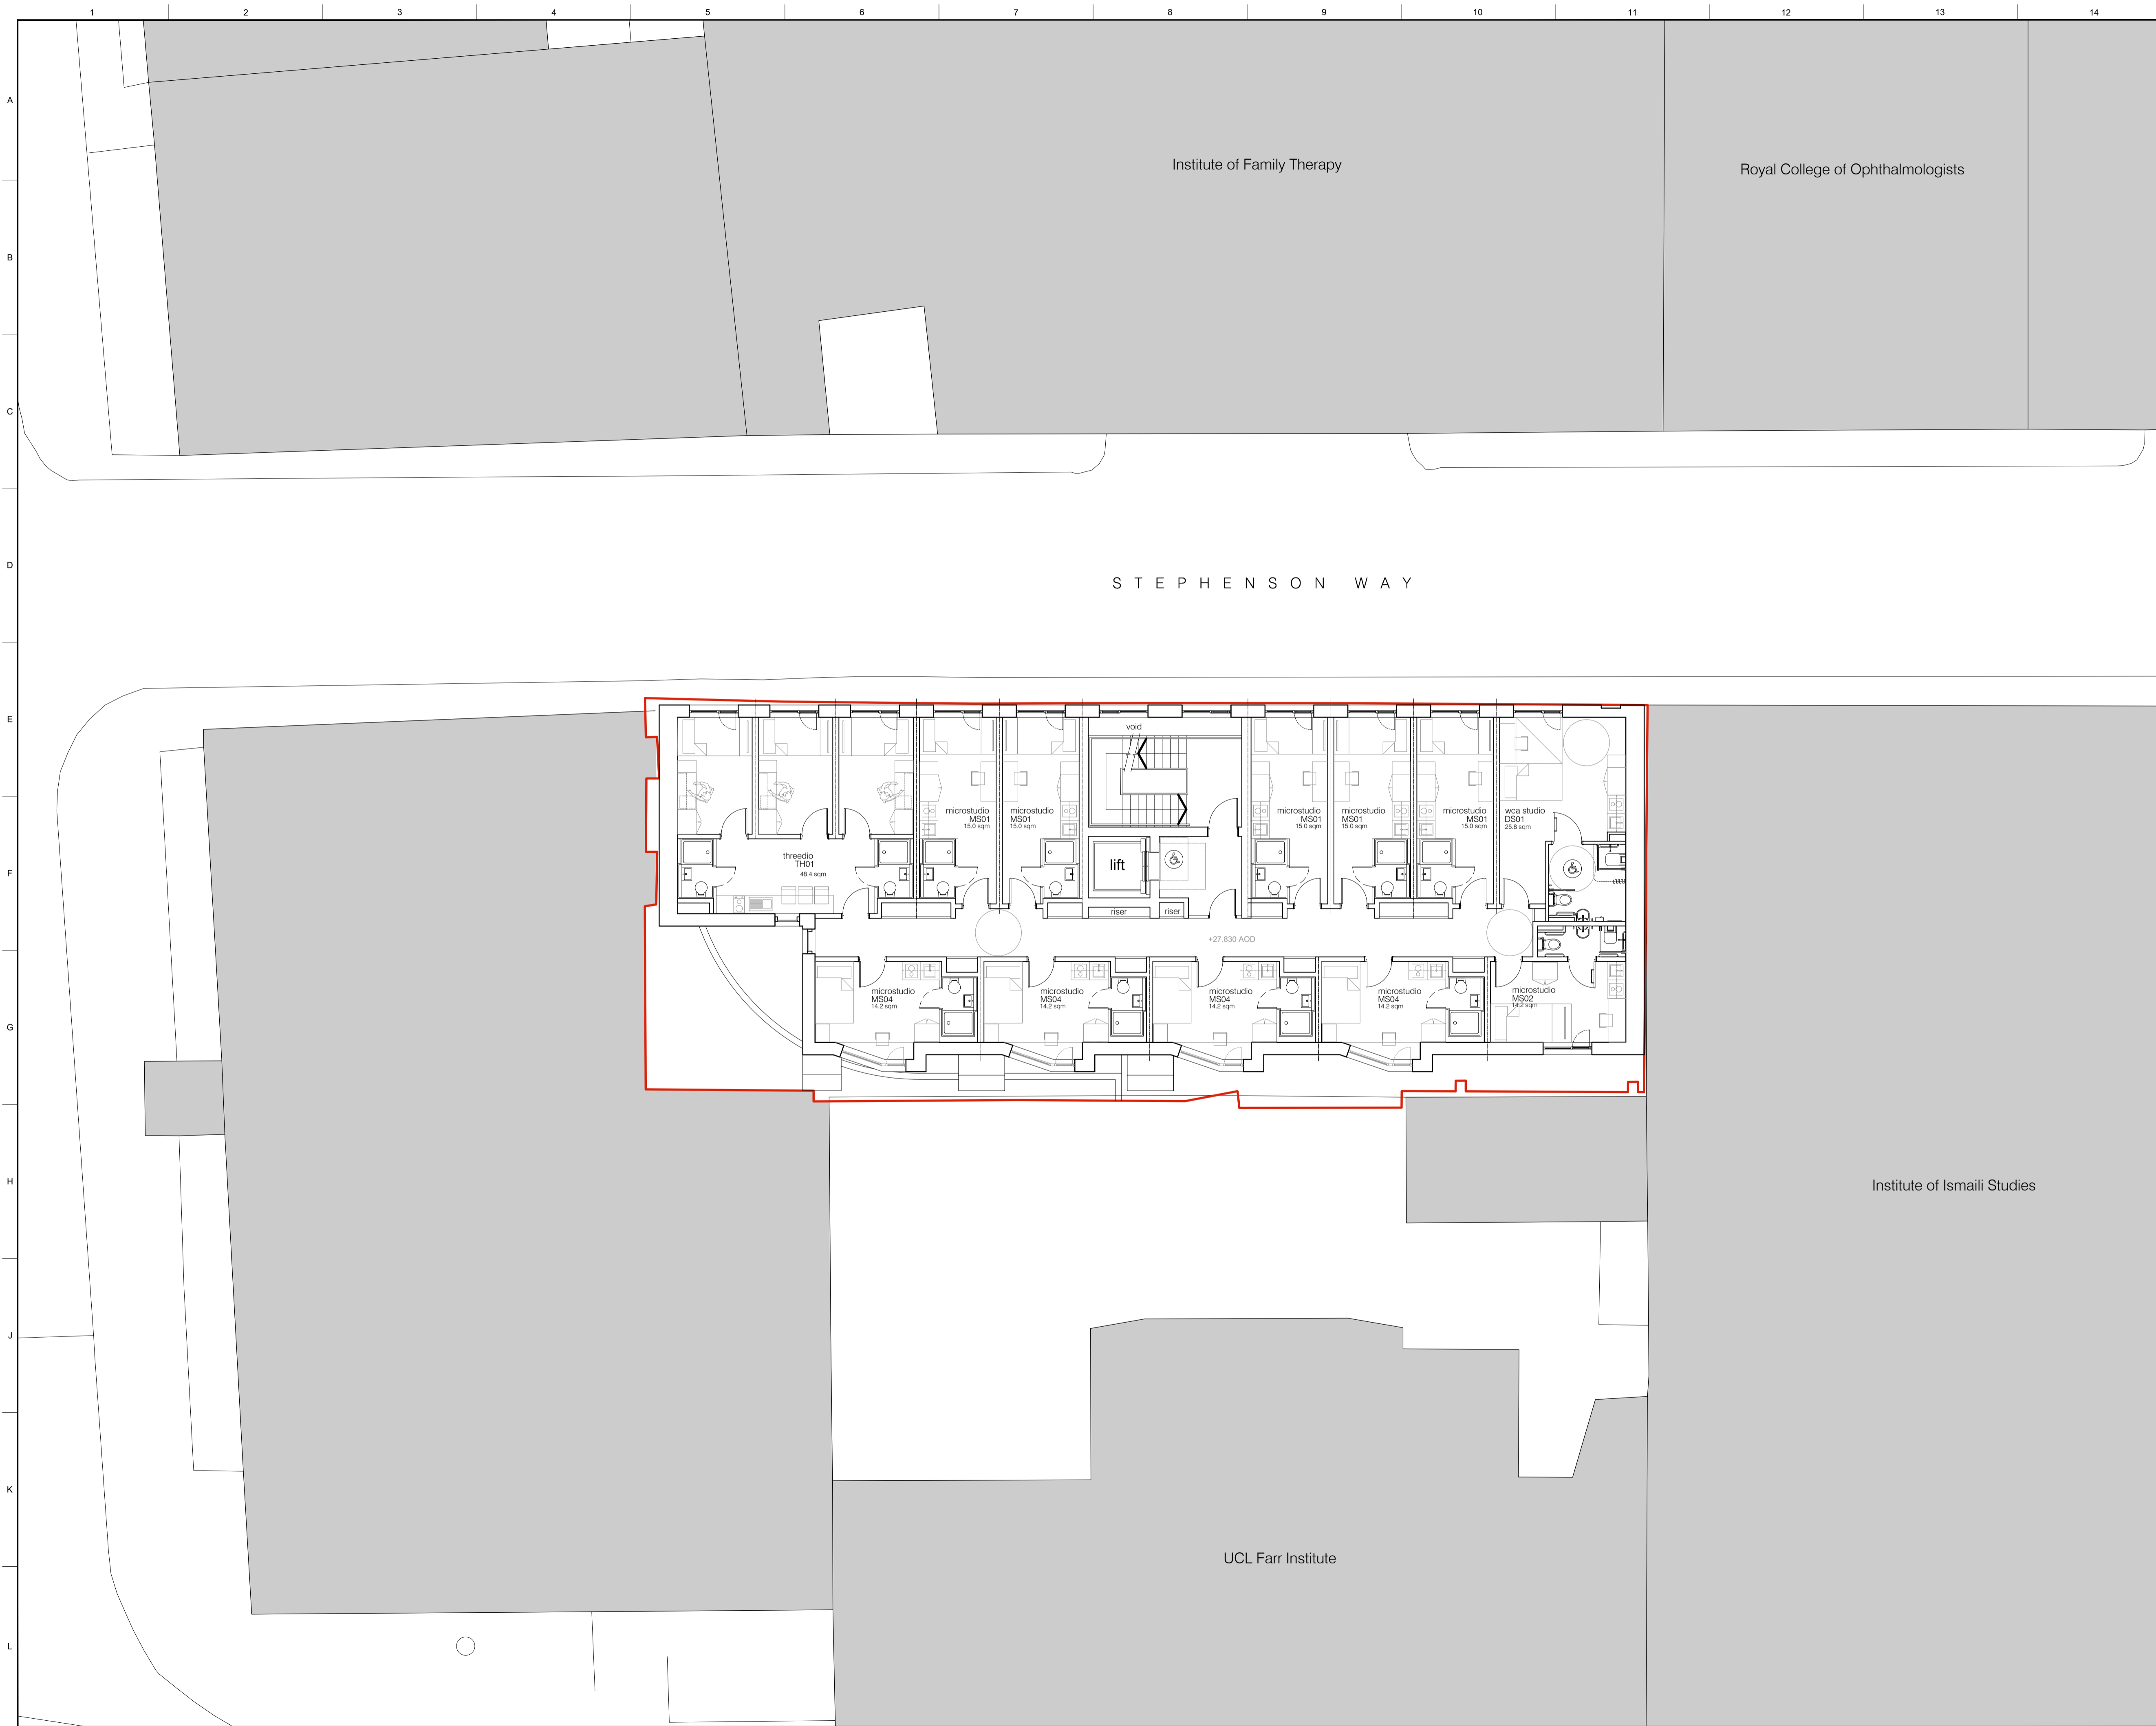 1 2 3 4 5 6 7 8 9 10 11 12 13 14
A
Institute of Family Therapy
Royal College of Ophthalmologists
B
C
D
STEPHENSON WAY
E
void
microstudio
MS01
15.0 sqm
microstudio
MS01
15.0 sqm
microstudio
MS01
15.0 sqm
microstudio
MS01
15.0 sqm
microstudio
MS01
15.0 sqm
wca studio
DS01
25.8 sqm
threedio
TH01
48.4 sqm
F
lift
riser
riser
+27.830 AOD
microstudio
MS04
14.2 sqm
microstudio
MS04
14.2 sqm
microstudio
MS04
14.2 sqm
microstudio
MS04
14.2 sqm
microstudio
MS02
14.2 sqm
G
H
Institute of Ismaili Studies
J
K
UCL Farr Institute
L